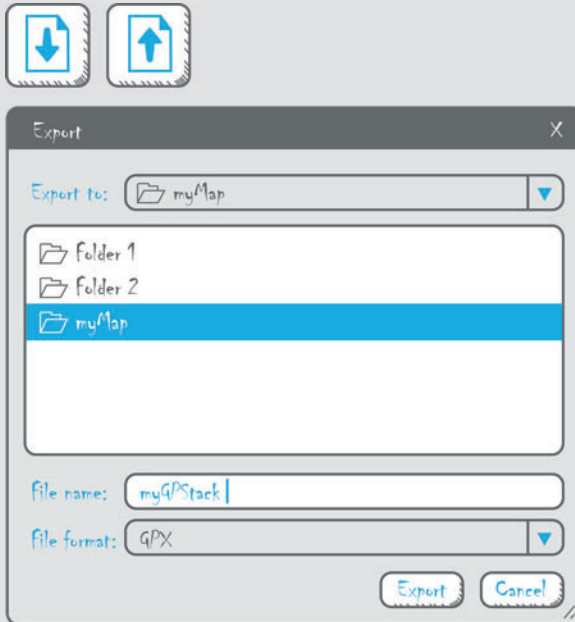 Export X
Export to: myMap
Folder 1
Folder 2
myMap
File name: myGPStack
File format: GPX
Export Cancel